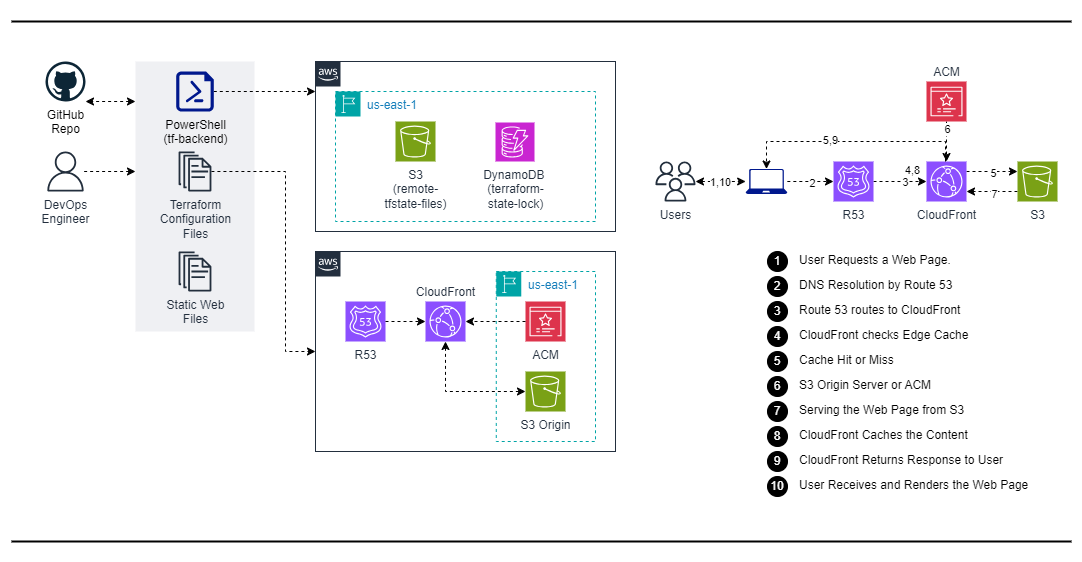 GitHub
Repo
DevOps
Engineer
PowerShell
(tf-backend)
Terraform
Configuration
Files
Static Web
Files
aws
us-east-1
S3
(remote-
tfstate-files)
DynamoDB
(terraform-
state-lock)
aws
us-east-1
CloudFront
53
R53
ACM
S3 Origin
ACM
6
5,9
Users
1,10
2
53
R53
4,8
3
CloudFront
5
7
S3
1 User Requests a Web Page.
2 DNS Resolution by Route 53
3 Route 53 routes to CloudFront
4 CloudFront checks Edge Cache
5 Cache Hit or Miss
6 S3 Origin Server or ACM
7 Serving the Web Page from S3
8 CloudFront Caches the Content
9 CloudFront Returns Response to User
10 User Receives and Renders the Web Page